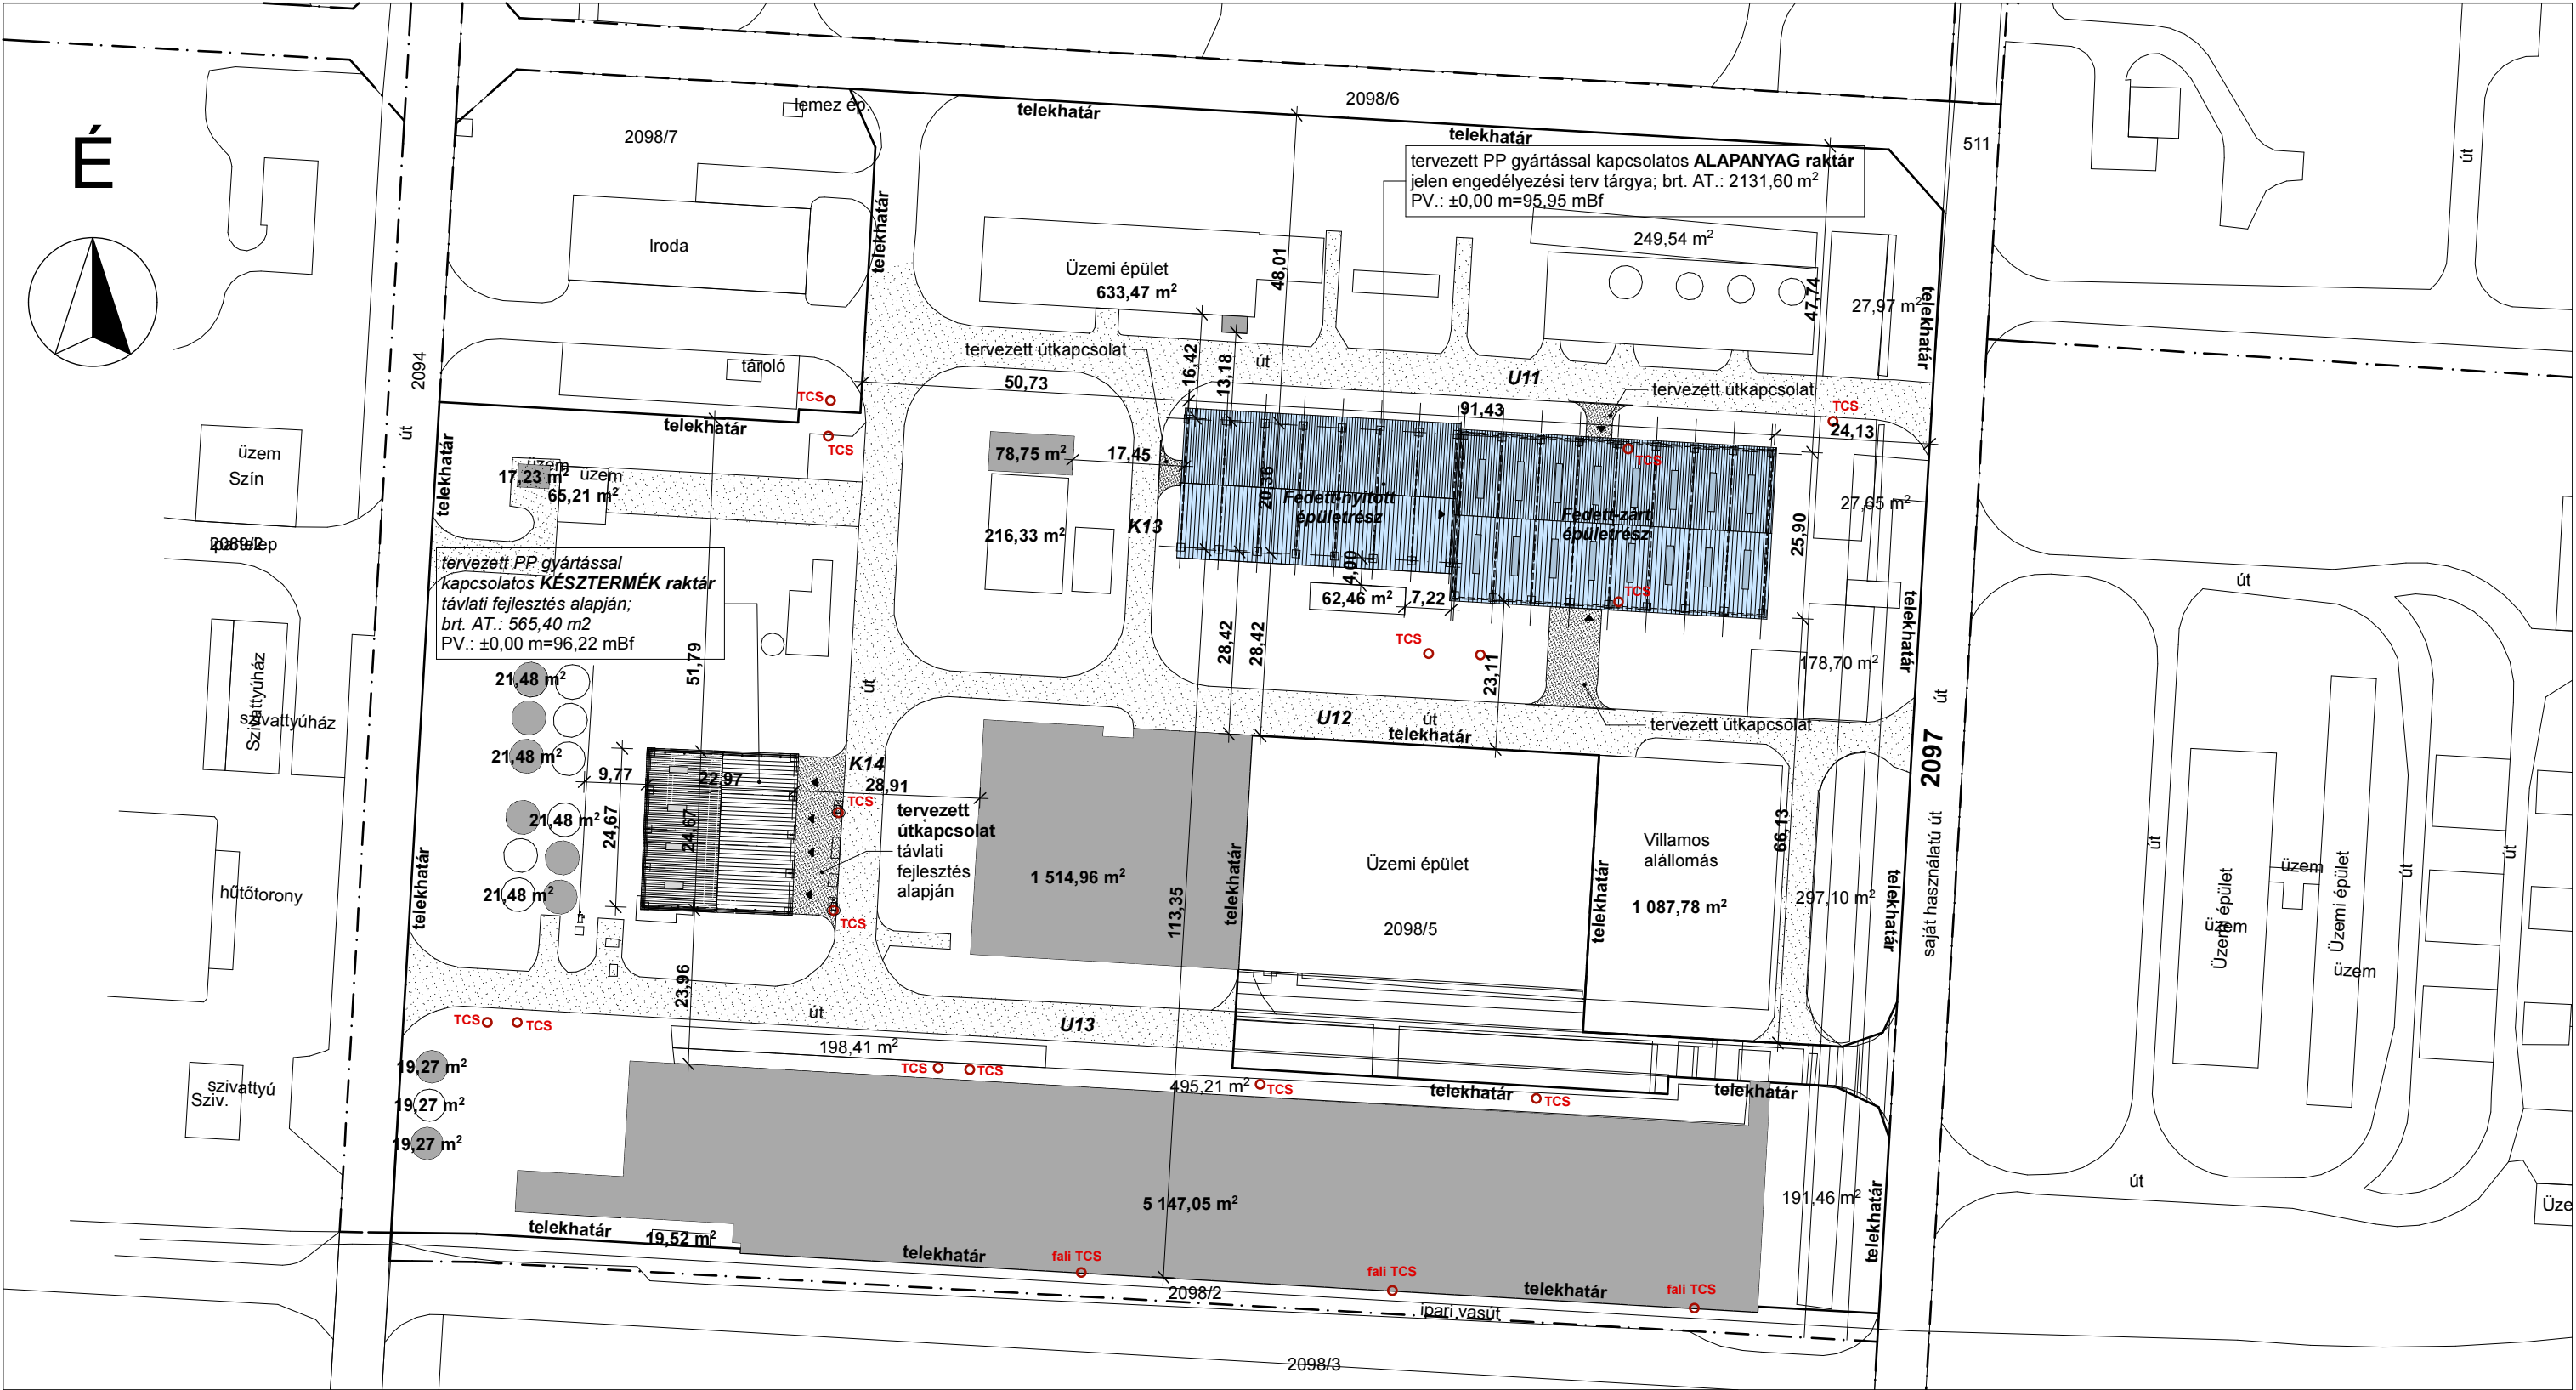 2098/6
lemez ép.
telekhatár
2098/7
telekhatár
511
út
É
tervezett PP gyártással kapcsolatos ALAPANYAG raktár
jelen engedélyezési terv tárgya; brt. AT.: 2131,60 m²
PV.: ±0,00 m=95,95 mBf
telekhatár
Iroda
249,54 m²
Üzemi épület
633,47 m²
48,01
47,74
27,97 m²
telekhatár
2094
tervezett útkapcsolat
16,42
13,18
út
tároló
TCS
50,73
U11
tervezett útkapcsolat
91,43
TCS
24,13
út
telekhatár
TCS
telekhatár
üzem
Szín
üzem
17,23 m²
üzem
65,21 m²
78,75 m²
17,45
20,36
TCS
Fedett-nyitott
épületrész
Fedett-zárt
épületrész
27,65 m²
25,90
K13
216,33 m²
2089/2
iparitelep
tervezett PP gyártással
kapcsolatos KÉSZTERMÉK raktár
távlati fejlesztés alapján;
brt. AT.: 565,40 m2
PV.: ±0,00 m=96,22 mBf
4,00
62,46 m²
7,22
TCS
út
telekhatár
TCS
28,42
28,42
23,11
178,70 m²
51,79
út
21,48 m²
Szivattyúház
szivattyúház
út
U12
út
telekhatár
tervezett útkapcsolat
2097
saját használatú út
21,48 m²
9,77
22,97
K14
28,91
TCS
24,67
24,67
21,48 m²
tervezett
útkapcsolat
távlati
fejlesztés
alapján
66,13
Villamos
alállomás
Üzemi épület
1 514,96 m²
1 087,78 m²
297,10 m²
telekhatár
telekhatár
telekhatár
telekhatár
hűtőtorony
21,48 m²
TCS
113,35
2098/5
út
út
út
üzem
Üzemi épület
Üzemi épület
üzem
üzem
23,96
út
U13
TCS
TCS
198,41 m²
TCS
TCS
495,21 m²
TCS
telekhatár
TCS
telekhatár
19,27 m²
szivattyú
Sziv.
19,27 m²
19,27 m²
5 147,05 m²
191,46 m²
telekhatár
út
Üze
telekhatár
19,52 m²
telekhatár
fali TCS
fali TCS
telekhatár
fali TCS
2098/2
ipari vasút
2098/3